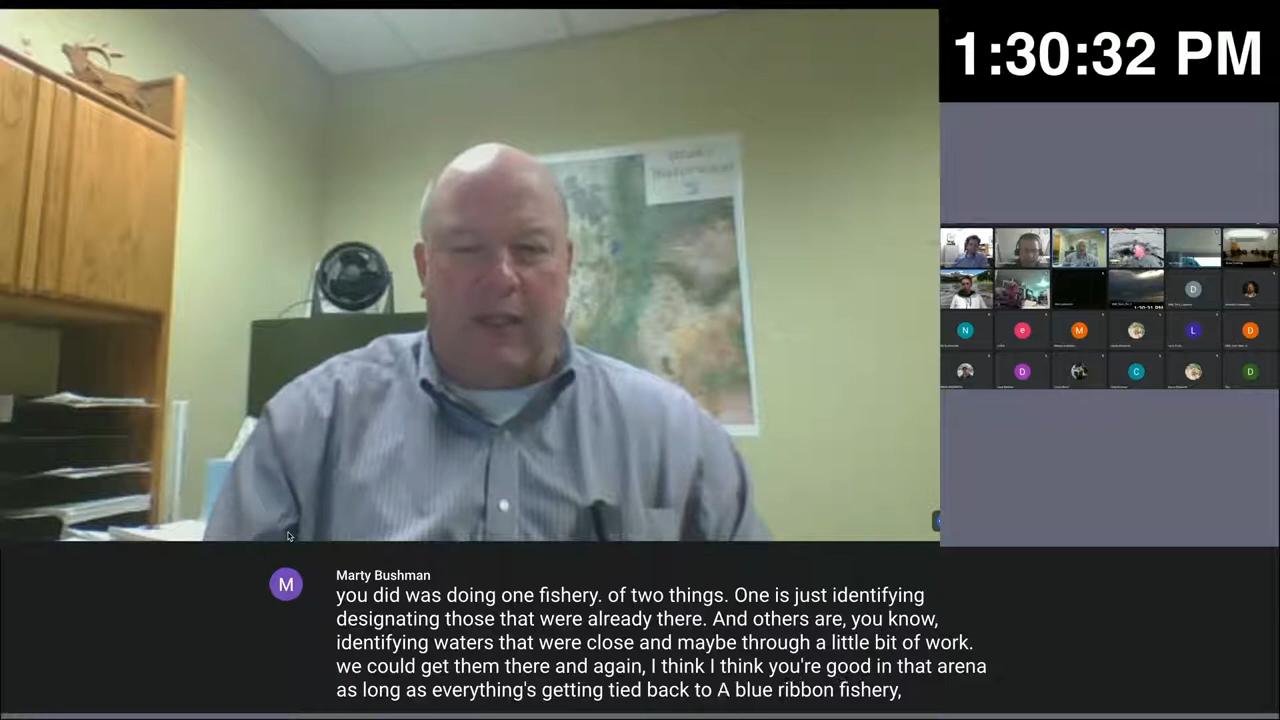 1:30:32 PM
N
e
M
L
D
D
D
C
D
M
Marty Bushman
you did was doing one fishery. of two things. One is just identifying
designating those that were already there. And others are, you know,
identifying waters that were close and maybe through a little bit of work.
we could get them there and again, I think I think you're good in that arena
as long as everything's getting tied back to A blue ribbon fishery,